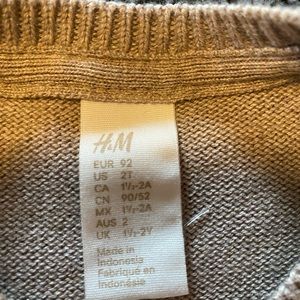 H&M
EUR 92
US 2T
CA 1½-2A
CN 90/52
MX 1½-2A
AUS 2
UK 1½-2Y
Made in
Indonesia
Fabriqué en
Indonésie